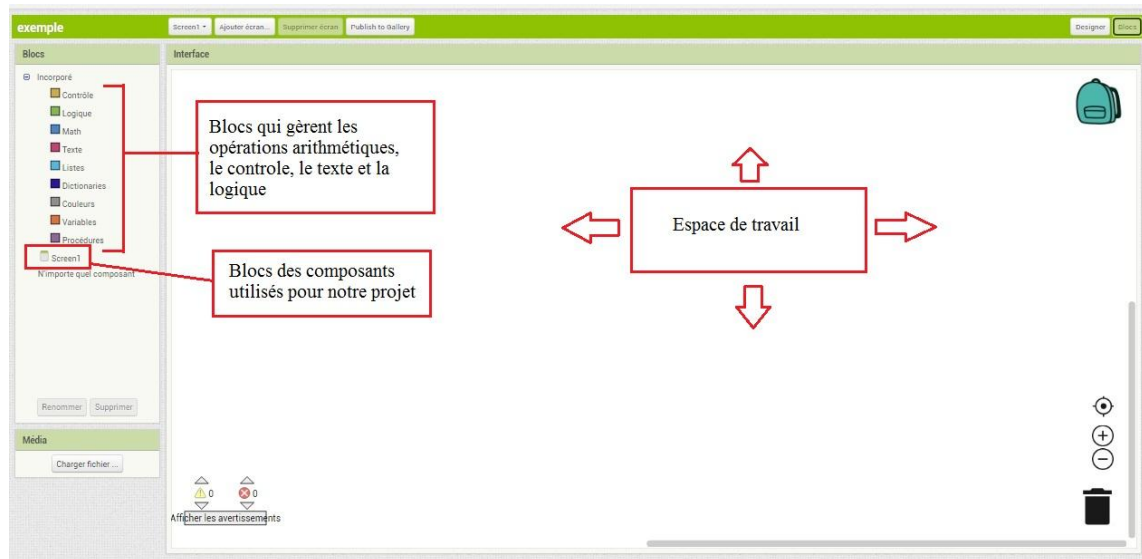 exemple
Screen1
Ajouter écran...
Supprimer écran
Publish to Gallery
Designer
Blocs
Blocs
Interface
Incorporé
Contrôle
Logique
Math
Texte
Listes
Dictionaries
Couleurs
Variables
Procédures
Screen1
N'importe quel composant
Blocs qui gèrent les
opérations arithmétiques,
le controle, le texte et la
logique
Blocs des composants
utilisés pour notre projet
Espace de travail
Renommer
Supprimer
Média
Charger fichier ...
0
0
Afficher les avertissements